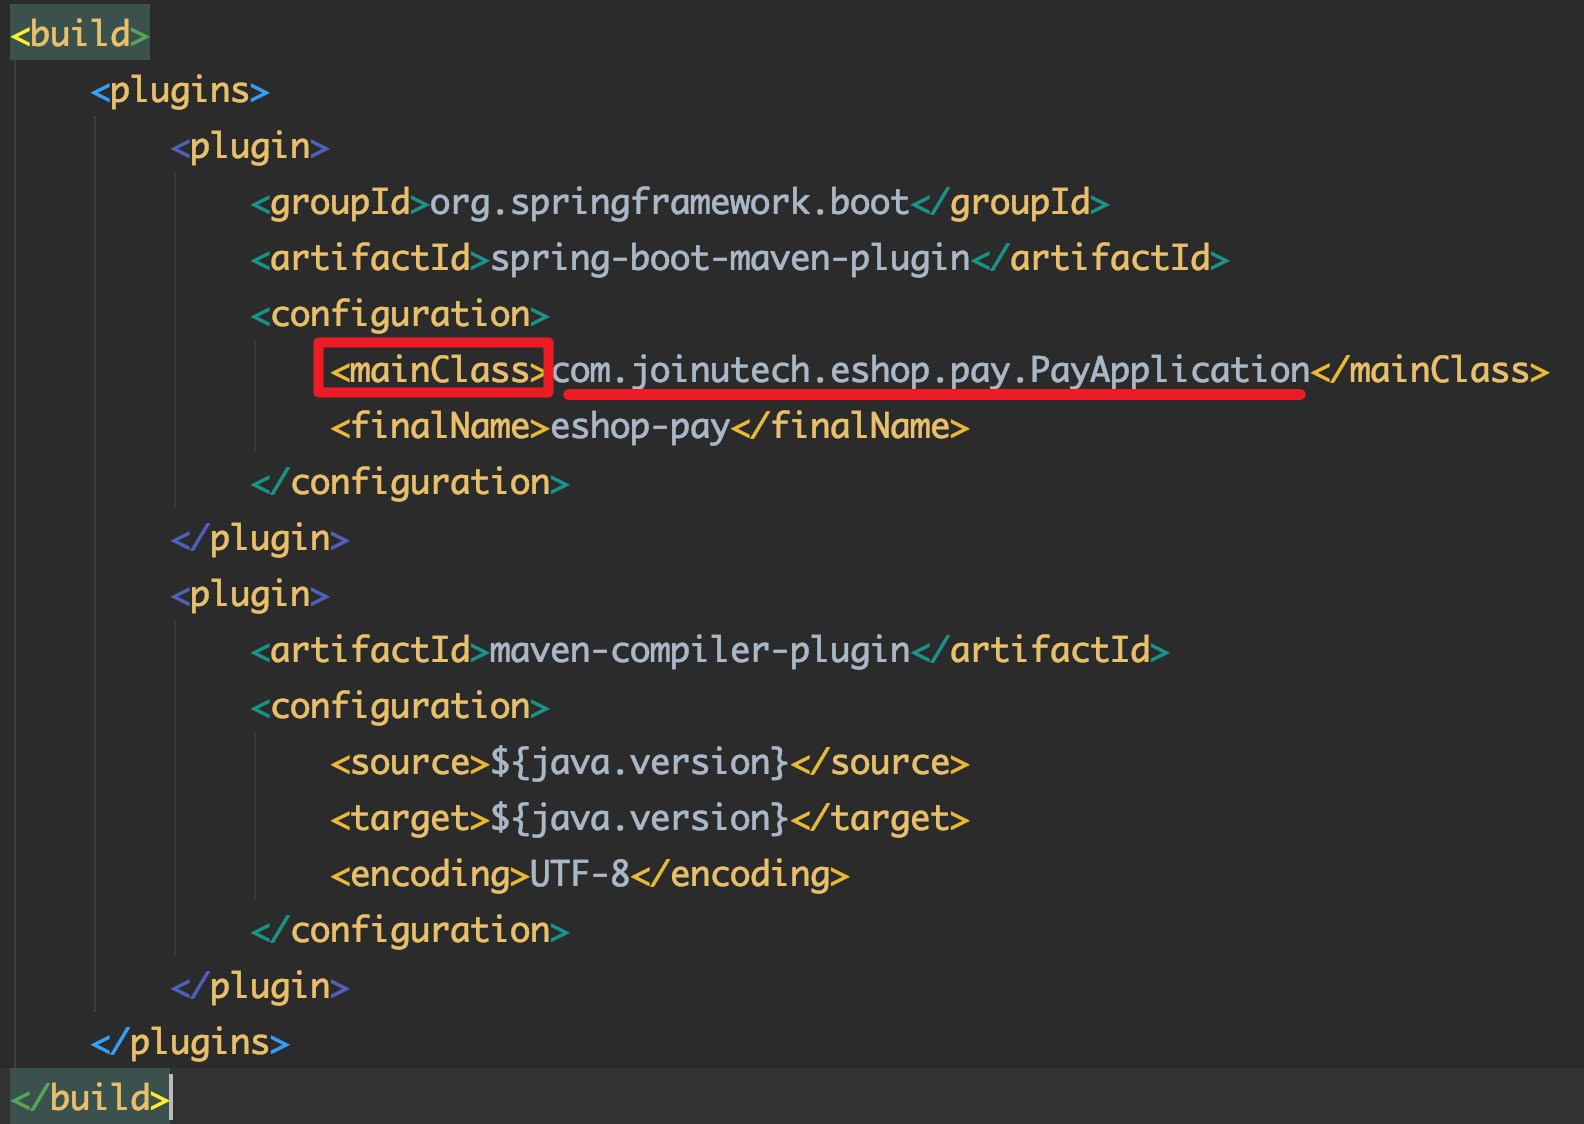 <build>
<plugins>
<plugin>
<groupId>org.springframework.boot</groupId>
<artifactId>spring-boot-maven-plugin</artifactId>
<configuration>
<mainClass>com.joinutech.eshop.pay.PayApplication</mainClass>
<finalName>eshop-pay</finalName>
</configuration>
</plugin>
<plugin>
<artifactId>maven-compiler-plugin</artifactId>
<configuration>
<source>${java.version}</source>
<target>${java.version}</target>
<encoding>UTF-8</encoding>
</configuration>
</plugin>
</plugins>
</build>